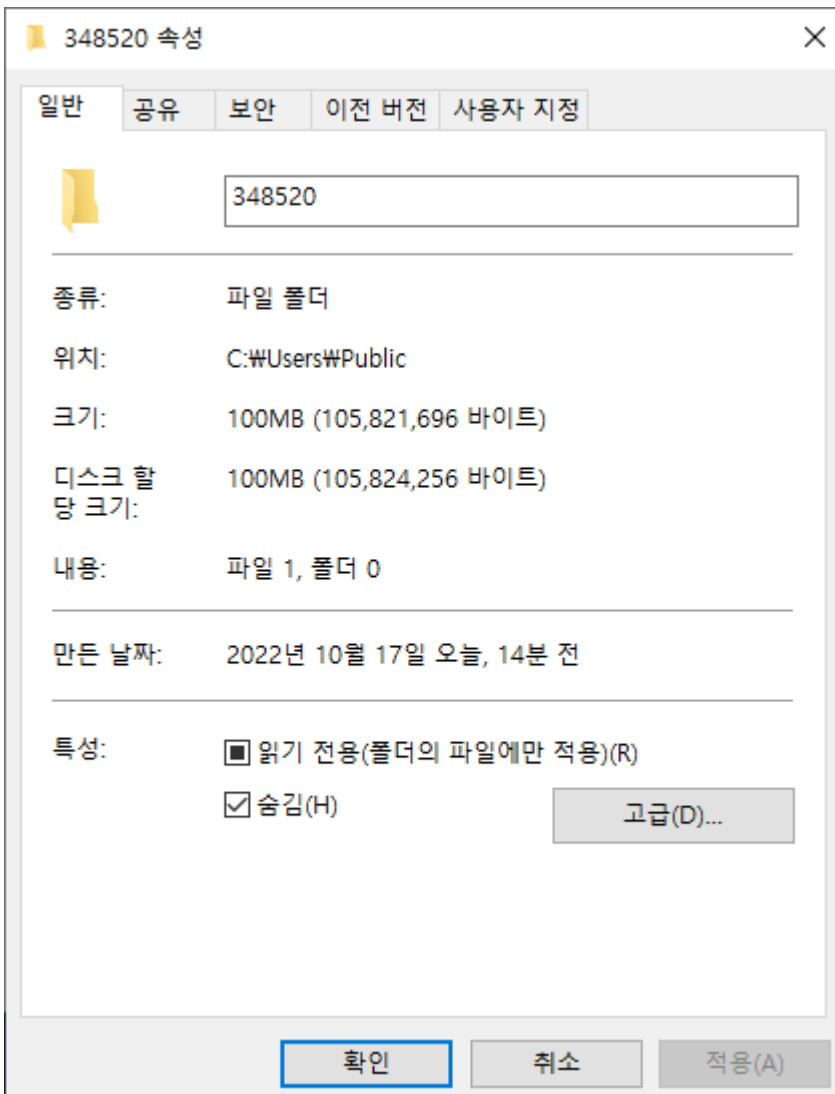 348520 속성
일반 공유 보안 이전 버전 사용자 지정
348520
종류: 파일 폴더
위치: C:₩Users₩Public
크기: 100MB (105,821,696 바이트)
디스크 할 100MB (105,824,256 바이트)
당 크기:
내용: 파일 1, 폴더 0
만든 날짜: 2022년 10월 17일 오늘, 14분 전
특성: 읽기 전용(폴더의 파일에만 적용)(R)
숨김(H)
고급(D)...
확인 취소 적용(A)